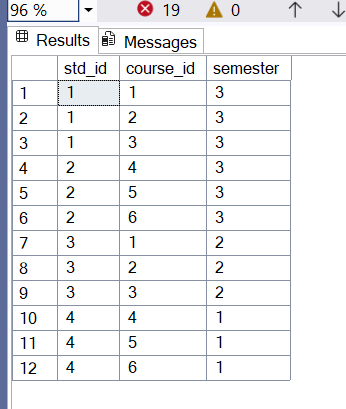 96 % 19 0
Results Messages
std_id course_id semester
1 1 1 3
2 1 2 3
3 1 3 3
4 2 4 3
5 2 5 3
6 2 6 3
7 3 1 2
8 3 2 2
9 3 3 2
10 4 4 1
11 4 5 1
12 4 6 1